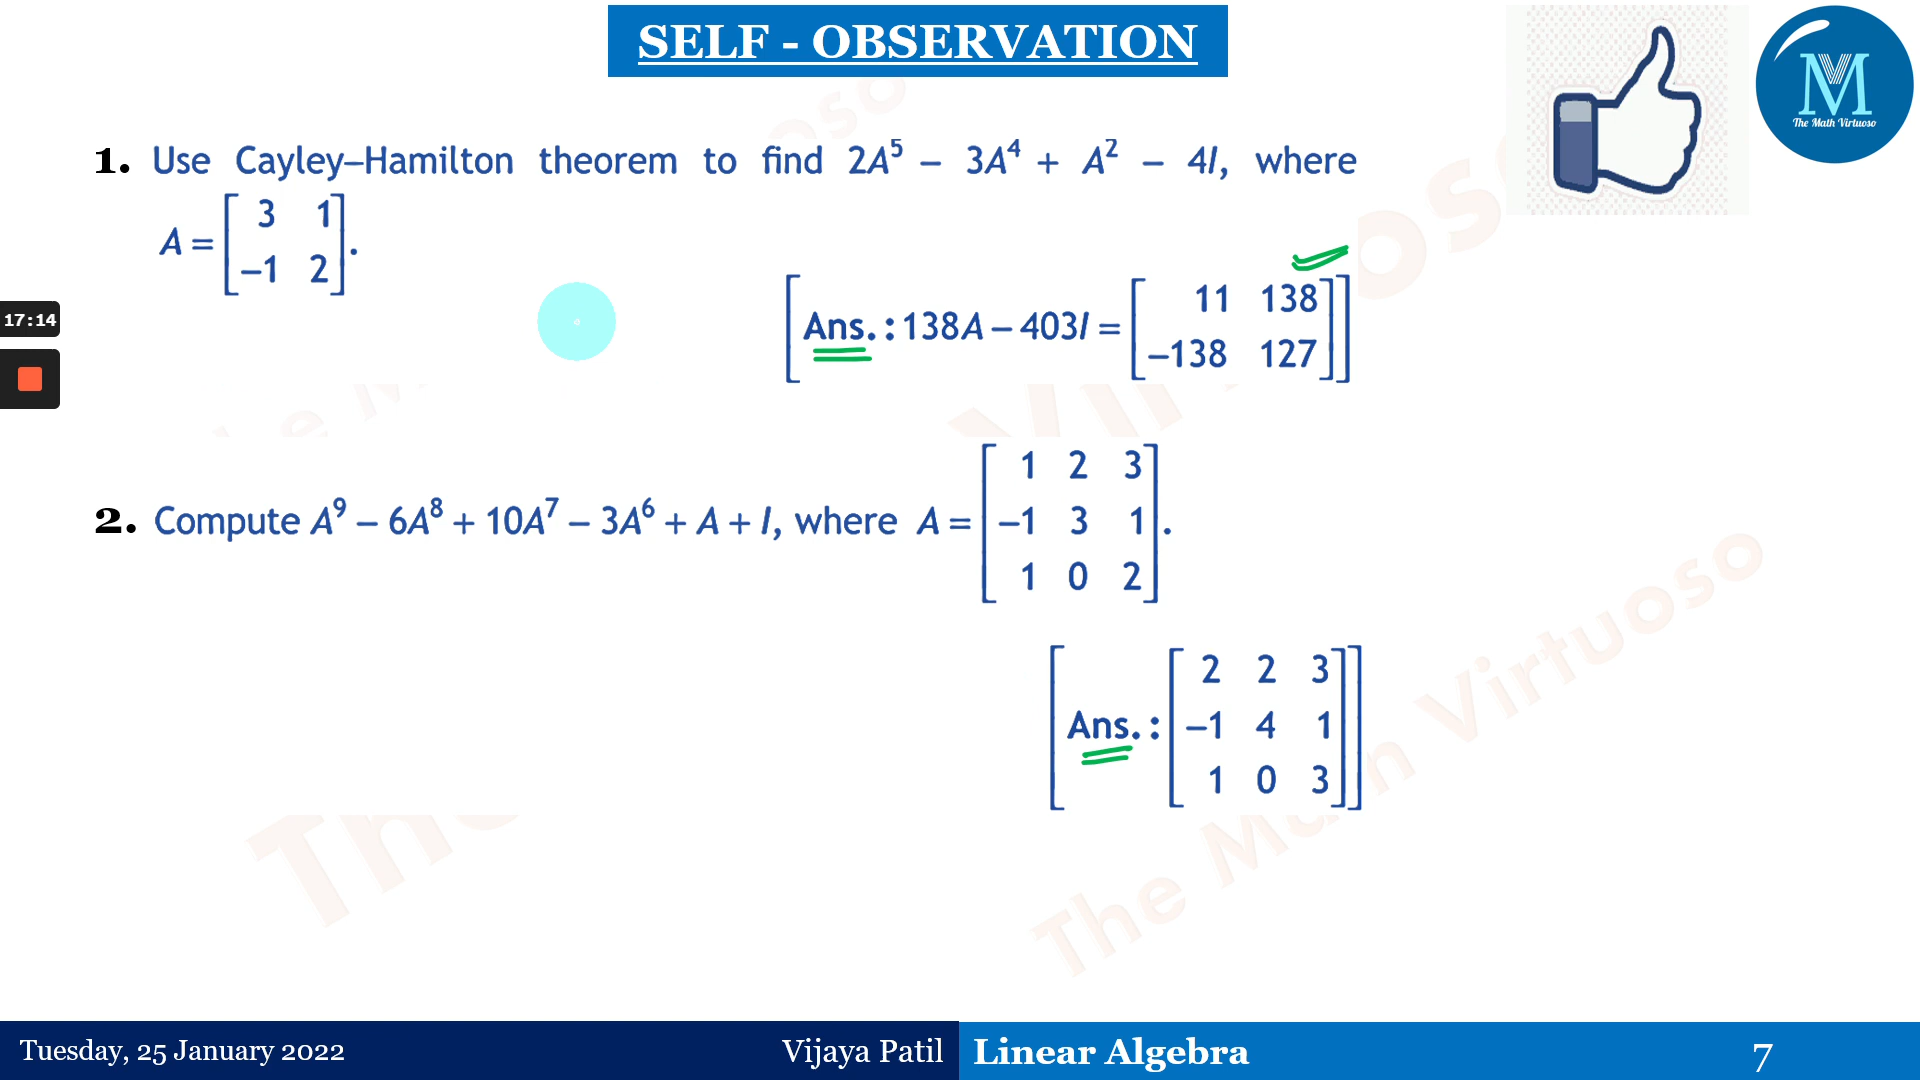 SELF - OBSERVATION
M
The Math Virtuoso
1. Use Cayley–Hamilton theorem to find 2A⁵ – 3A⁴ + A² – 4I, where
A = [3 1
–1 2].
17:14
[Ans. : 138A – 403I = [11 138
–138 127]]
2. Compute A⁹ – 6A⁸ + 10A⁷ – 3A⁶ + A + I, where A = [1 2 3
–1 3 1
1 0 2].
[Ans. : [2 2 3
–1 4 1
1 0 3]]
The Math Virtuoso
Tuesday, 25 January 2022
Vijaya Patil
Linear Algebra
7